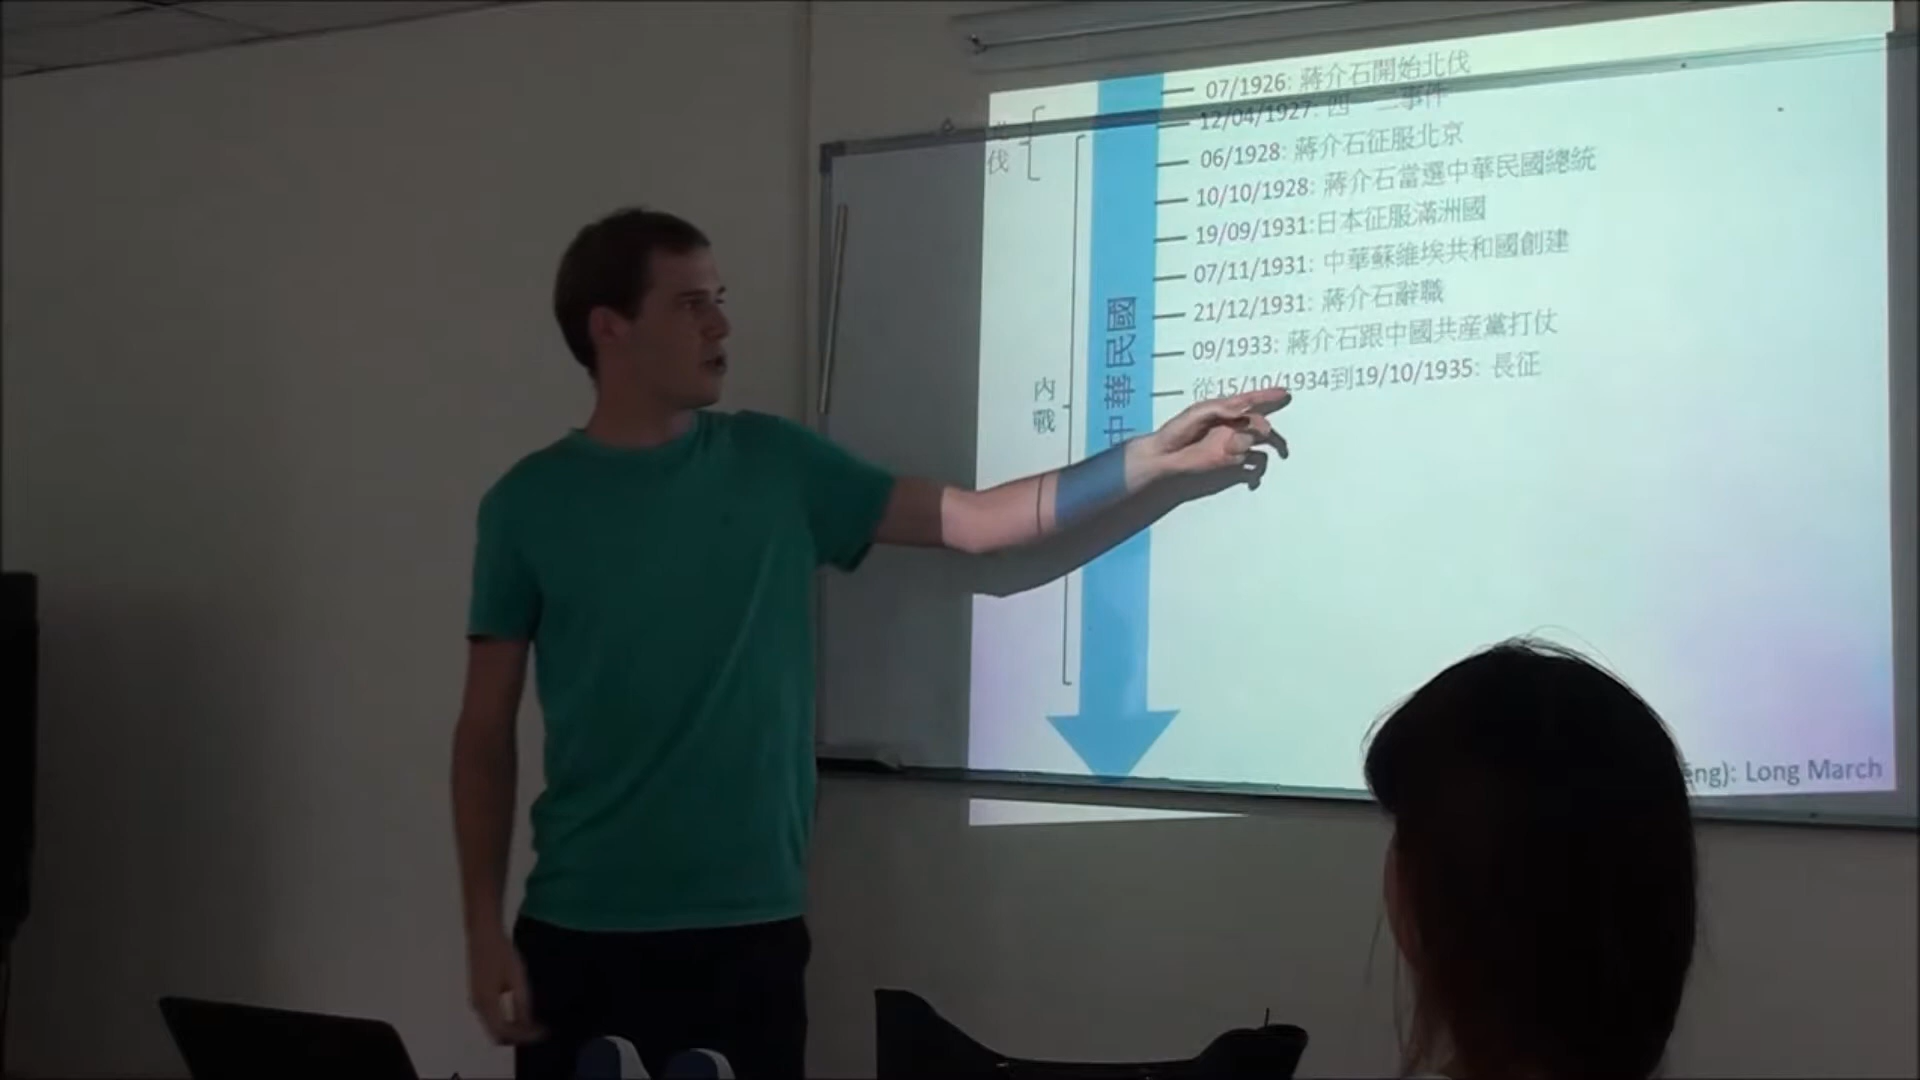 07/1926: 蔣介石開始北伐
12/04/1927: 四一二事件
06/1928: 蔣介石征服北京
10/10/1928: 蔣介石當選中華民國總統
19/09/1931:日本征服滿洲國
07/11/1931: 中華蘇維埃共和國創建
21/12/1931: 蔣介石辭職
09/1933: 蔣介石跟中國共産黨打仗
從15/10/1934到19/10/1935: 長征
北伐
內戰
中華民國
ēng): Long March